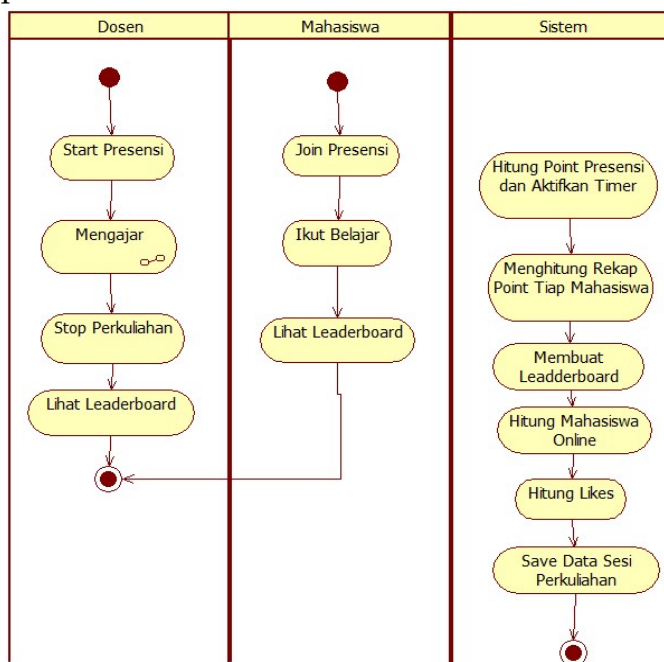 Dosen
Mahasiswa
Sistem
Start Presensi
Mengajar
Stop Perkuliahan
Lihat Leaderboard
Join Presensi
Ikut Belajar
Lihat Leaderboard
Hitung Point Presensi
dan Aktifkan Timer
Menghitung Rekap
Point Tiap Mahasiswa
Membuat
Leadderboard
Hitung Mahasiswa
Online
Hitung Likes
Save Data Sesi
Perkuliahan